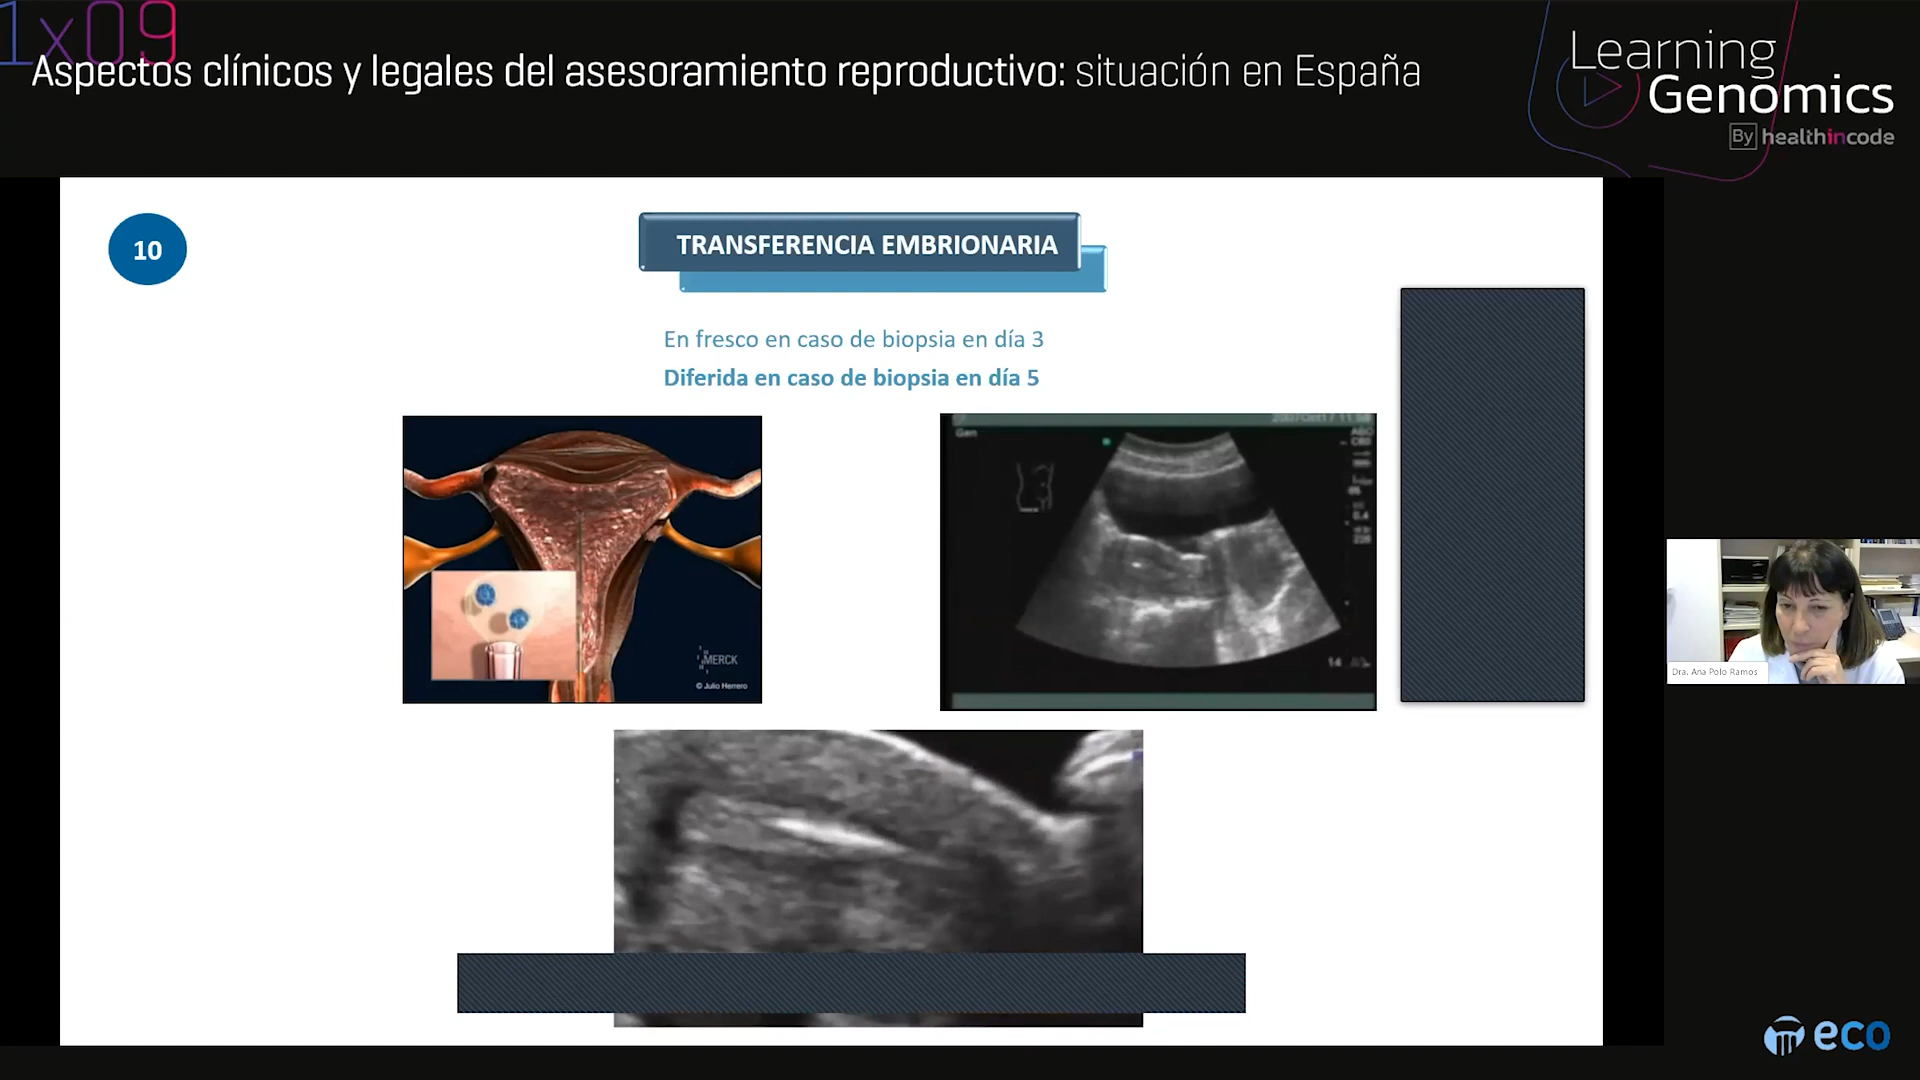 1x09
Aspectos clínicos y legales del asesoramiento reproductivo: situación en España
Learning
Genomics
By healthincode
10
TRANSFERENCIA EMBRIONARIA
En fresco en caso de biopsia en día 3
Diferida en caso de biopsia en día 5
Gen
MERCK
© Julio Herrero
Dra. Ana Polo Ramos
eco